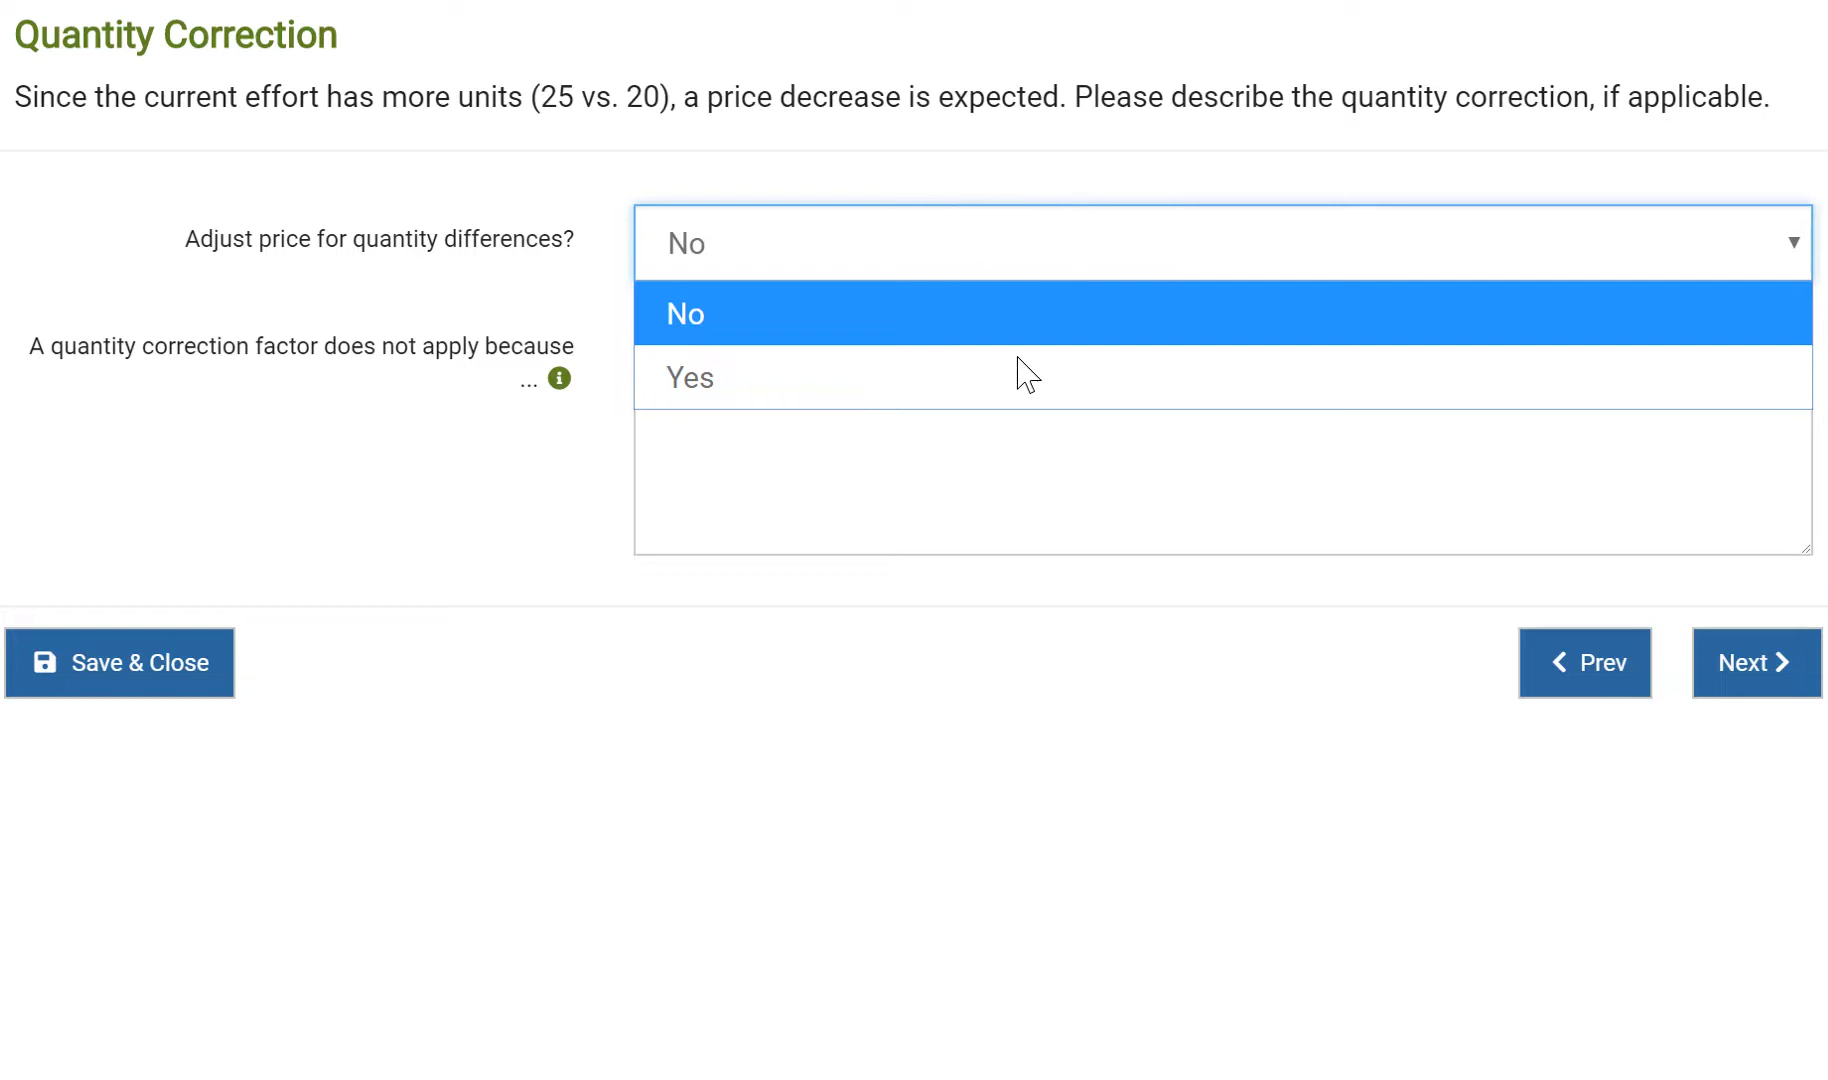 Quantity Correction
Since the current effort has more units (25 vs. 20), a price decrease is expected. Please describe the quantity correction, if applicable.
Adjust price for quantity differences?
No
No
A quantity correction factor does not apply because
...
Yes
Save & Close
Prev
Next